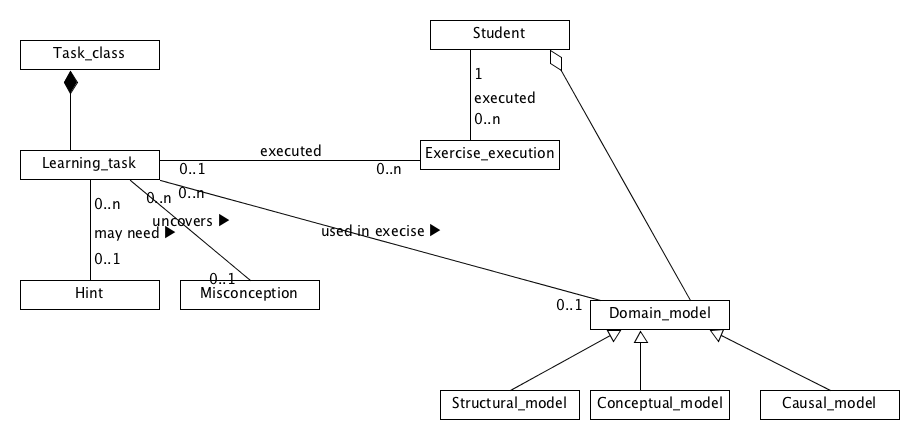 Student
Task_class
1
executed
0..n
executed
Exercise_execution
Learning_task
0..1
0..n
0..n
0..n
0..n
uncovers
may need
used in execise
0..1
0..1
Hint
Misconception
0..1
Domain_model
Structural_model
Conceptual_model
Causal_model